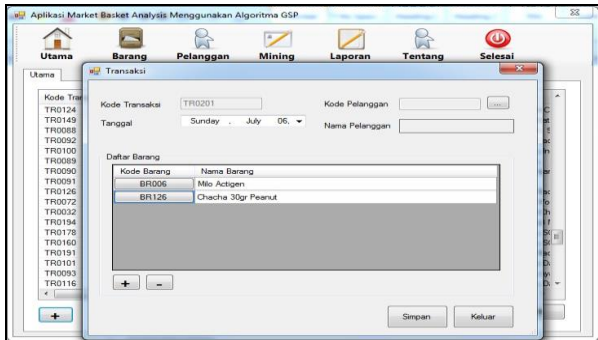 Aplikasi Market Basket Analysis Menggunakan Algoritma GSP
Utama Barang Pelanggan Mining Laporan Tentang Selesai
Utama
Transaksi
Kode Transaksi TR0201 Kode Pelanggan ...
Tanggal Sunday , July 06, Nama Pelanggan
Daftar Barang
Kode Barang Nama Barang
BR006 Milo Actigen
BR126 Chacha 30gr Peanut
+ -
Simpan Keluar
Kode Tran
TR0124
TR0149
TR0088
TR0092
TR0100
TR0089
TR0090
TR0091
TR0126
TR0072
TR0032
TR0194
TR0178
TR0160
TR0191
TR0101
TR0093
TR0116
+